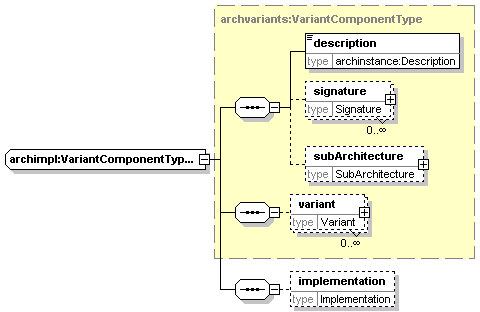 archvariants:VariantComponentType
description
type archinstance:Description
signature
type Signature
0..∞
archimpl:VariantComponentTyp...
subArchitecture
type SubArchitecture
variant
type Variant
0..∞
implementation
type Implementation